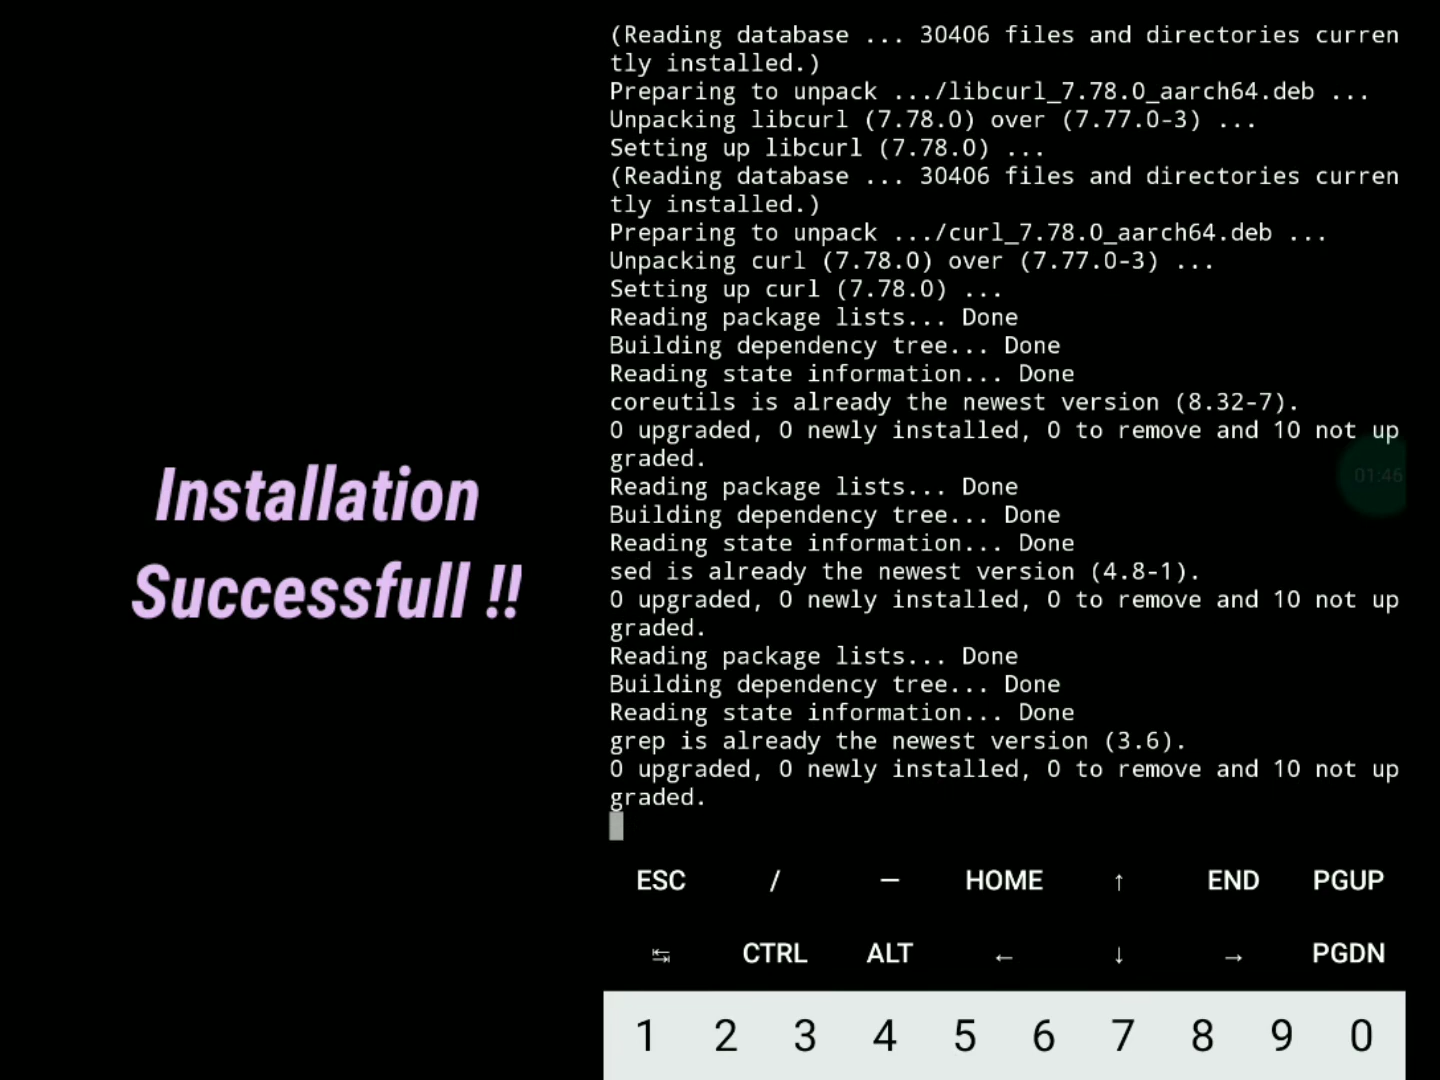 Installation
Successfull !!
(Reading database ... 30406 files and directories curren
tly installed.)
Preparing to unpack .../libcurl_7.78.0_aarch64.deb ...
Unpacking libcurl (7.78.0) over (7.77.0-3) ...
Setting up libcurl (7.78.0) ...
(Reading database ... 30406 files and directories curren
tly installed.)
Preparing to unpack .../curl_7.78.0_aarch64.deb ...
Unpacking curl (7.78.0) over (7.77.0-3) ...
Setting up curl (7.78.0) ...
Reading package lists... Done
Building dependency tree... Done
Reading state information... Done
coreutils is already the newest version (8.32-7).
0 upgraded, 0 newly installed, 0 to remove and 10 not up
graded.
Reading package lists... Done
Building dependency tree... Done
Reading state information... Done
sed is already the newest version (4.8-1).
0 upgraded, 0 newly installed, 0 to remove and 10 not up
graded.
Reading package lists... Done
Building dependency tree... Done
Reading state information... Done
grep is already the newest version (3.6).
0 upgraded, 0 newly installed, 0 to remove and 10 not up
graded.
01:46
ESC / — HOME ↑ END PGUP
↹ CTRL ALT ← ↓ → PGDN
1 2 3 4 5 6 7 8 9 0